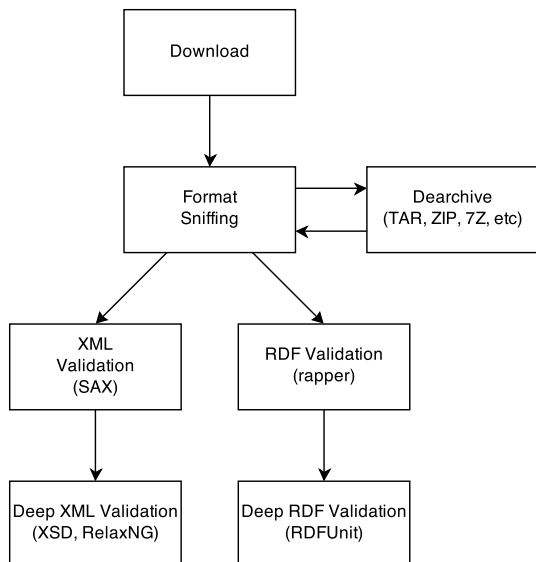 Download
Format
Sniffing
Dearchive
(TAR, ZIP, 7Z, etc)
XML
Validation
(SAX)
RDF Validation
(rapper)
Deep XML Validation
(XSD, RelaxNG)
Deep RDF Validation
(RDFUnit)